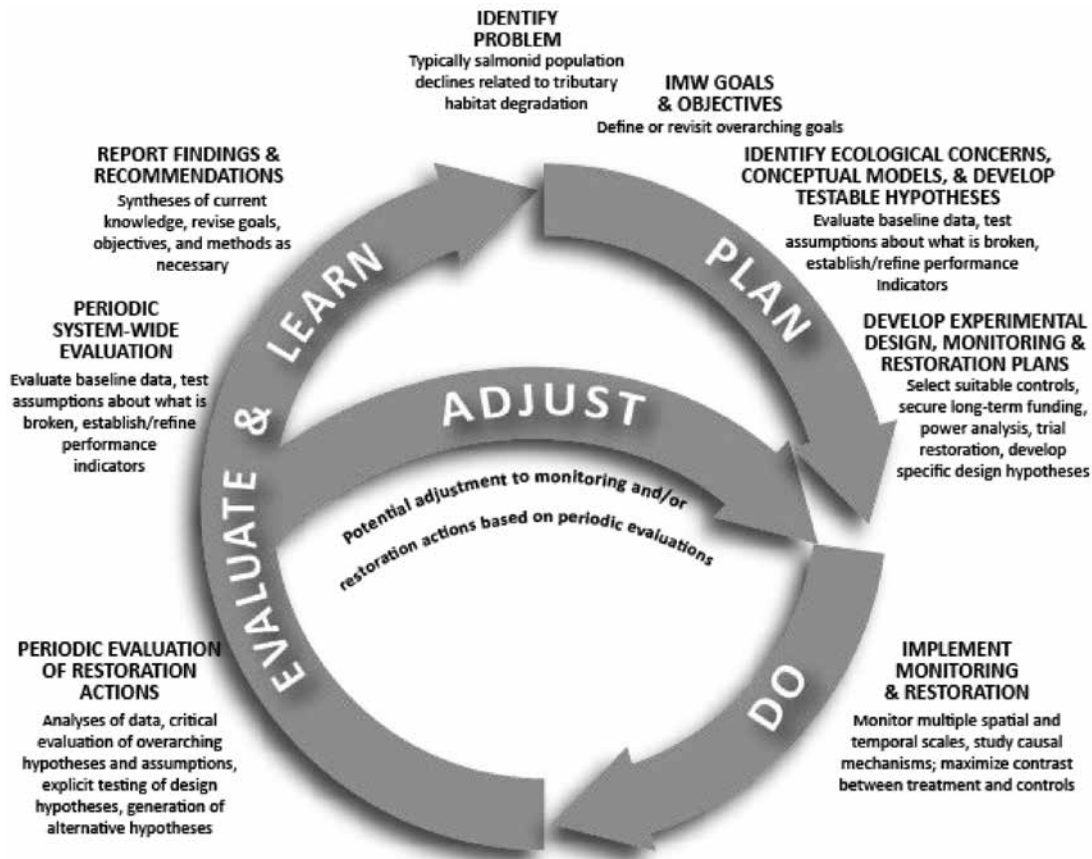 IDENTIFY
PROBLEM
Typically salmonid population
declines related to tributary
habitat degradation
IMW GOALS
& OBJECTIVES
Define or revisit overarching goals
IDENTIFY ECOLOGICAL CONCERNS,
CONCEPTUAL MODELS, & DEVELOP
TESTABLE HYPOTHESES
Evaluate baseline data, test
assumptions about what is broken,
establish/refine performance
Indicators
DEVELOP EXPERIMENTAL
DESIGN, MONITORING &
RESTORATION PLANS
Select suitable controls,
secure long-term funding,
power analysis, trial
restoration, develop
specific design hypotheses
PLAN
IMPLEMENT
MONITORING
& RESTORATION
Monitor multiple spatial and
temporal scales, study causal
mechanisms; maximize contrast
between treatment and controls
DO
PERIODIC EVALUATION
OF RESTORATION
ACTIONS
Analyses of data, critical
evaluation of overarching
hypotheses and assumptions,
explicit testing of design
hypotheses, generation of
alternative hypotheses
PERIODIC
SYSTEM-WIDE
EVALUATION
Evaluate baseline data, test
assumptions about what is
broken, establish/refine
performance
indicators
REPORT FINDINGS &
RECOMMENDATIONS
Syntheses of current
knowledge, revise goals,
objectives, and methods as
necessary
EVALUATE & LEARN
ADJUST
Potential adjustment to monitoring and/or
restoration actions based on periodic evaluations